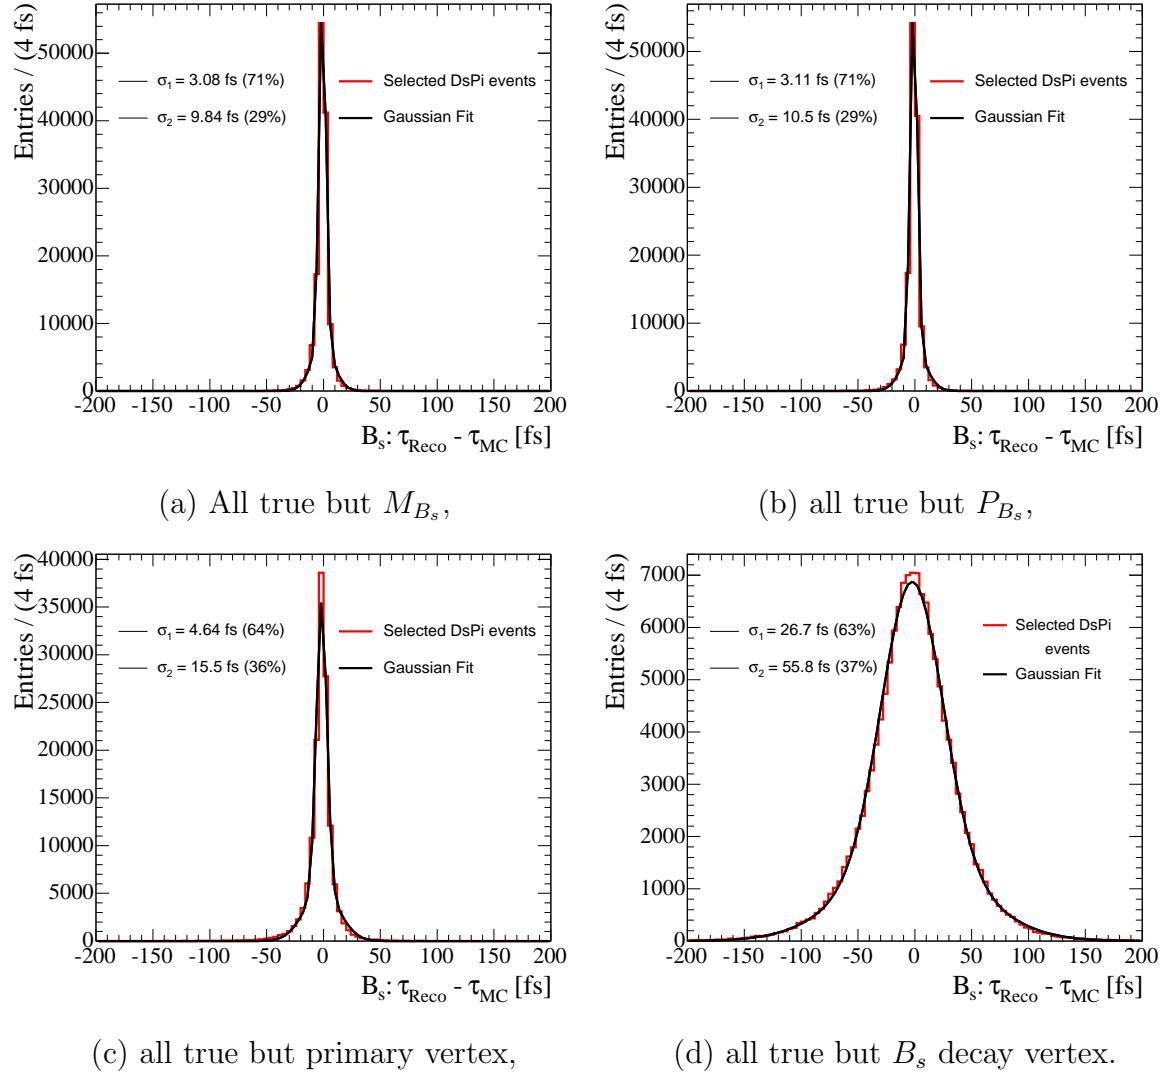 Entries / (4 fs)
50000
40000
30000
20000
10000
0
σ1 = 3.08 fs (71%)
σ2 = 9.84 fs (29%)
Selected DsPi events
Gaussian Fit
-200 -150 -100 -50 0 50 100 150 200
Bs: τReco - τMC [fs]
(a) All true but MBs,
Entries / (4 fs)
50000
40000
30000
20000
10000
0
σ1 = 3.11 fs (71%)
σ2 = 10.5 fs (29%)
Selected DsPi events
Gaussian Fit
-200 -150 -100 -50 0 50 100 150 200
Bs: τReco - τMC [fs]
(b) all true but PBs,
Entries / (4 fs)
40000
35000
30000
25000
20000
15000
10000
5000
0
σ1 = 4.64 fs (64%)
σ2 = 15.5 fs (36%)
Selected DsPi events
Gaussian Fit
-200 -150 -100 -50 0 50 100 150 200
Bs: τReco - τMC [fs]
(c) all true but primary vertex,
Entries / (4 fs)
7000
6000
5000
4000
3000
2000
1000
0
σ1 = 26.7 fs (63%)
σ2 = 55.8 fs (37%)
Selected DsPi
events
Gaussian Fit
-200 -150 -100 -50 0 50 100 150 200
Bs: τReco - τMC [fs]
(d) all true but Bs decay vertex.